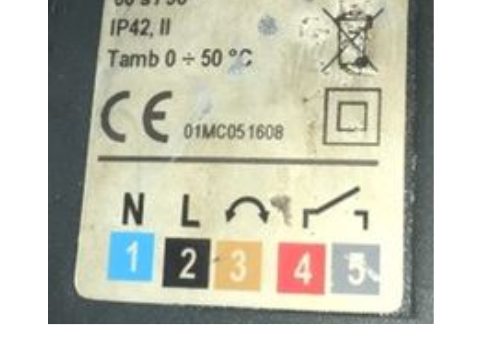 IP42, II
Tamb 0 ÷ 50 °C
CE 01MC051608
N L
1 2 3 4 5